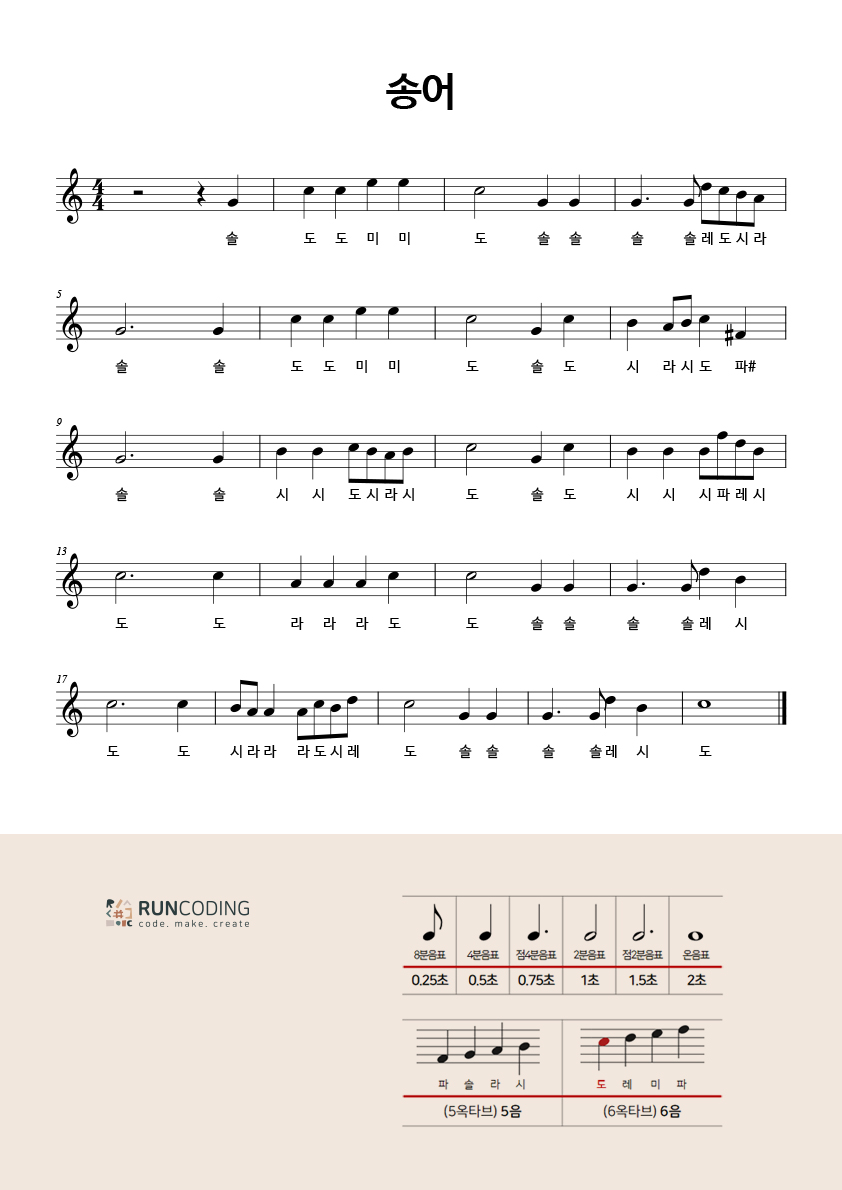 송어
4
4
솔 도 도 미 미 도 솔 솔 솔 솔 레 도 시 라
5
솔 솔 도 도 미 미 도 솔 도 시 라 시 도 파#
9
솔 솔 시 시 도 시 라 시 도 솔 도 시 시 시 파 레 시
13
도 도 라 라 라 도 도 솔 솔 솔 솔 레 시
17
도 도 시 라 라 라 도 시 레 도 솔 솔 솔 솔 레 시 도
RUNCODING
code. make. create
8분음표 4분음표 점4분음표 2분음표 점2분음표 온음표
0.25초 0.5초 0.75초 1초 1.5초 2초
파 솔 라 시 도 레 미 파
(5옥타브) 5음 (6옥타브) 6음